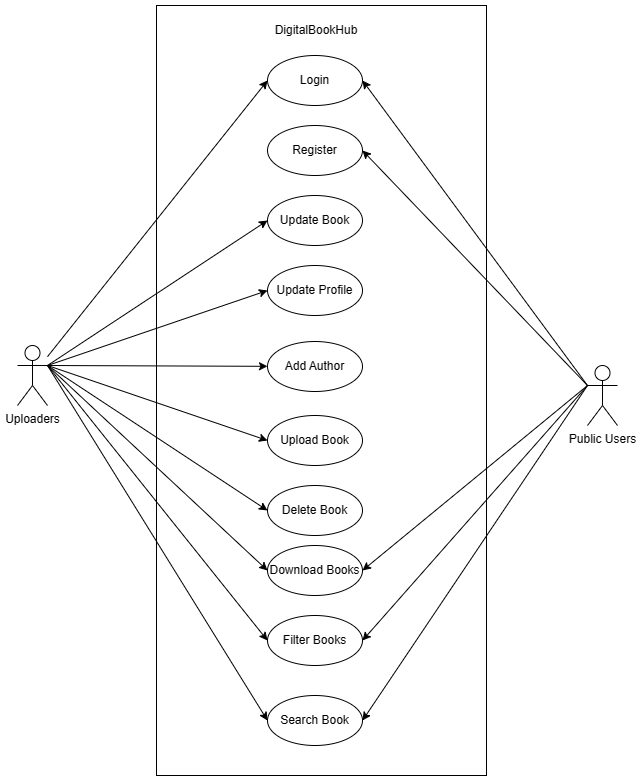 DigitalBookHub
Login
Register
Update Book
Update Profile
Add Author
Uploaders
Public Users
Upload Book
Delete Book
Download Books
Filter Books
Search Book